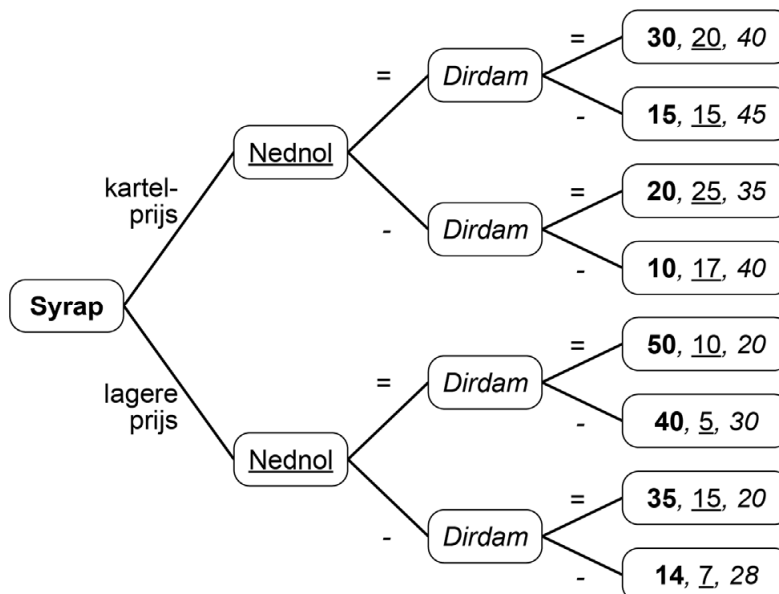 = 30, 20, 40
= Dirdam
- 15, 15, 45
Nednol
kartel-
prijs
= 20, 25, 35
- Dirdam
- 10, 17, 40
Syrap
= 50, 10, 20
lagere
prijs
= Dirdam
- 40, 5, 30
Nednol
= 35, 15, 20
- Dirdam
- 14, 7, 28